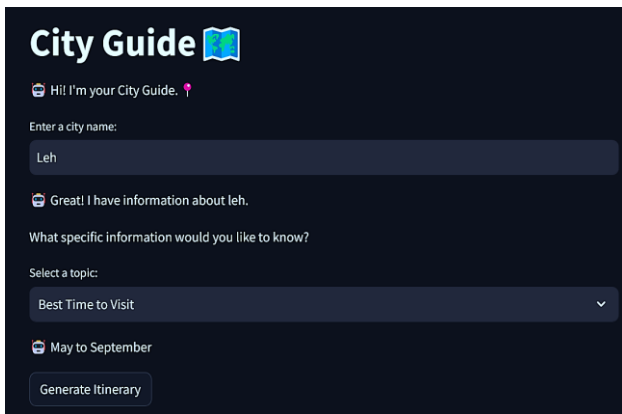 City Guide 🗺️
🤖 Hi! I'm your City Guide. 📍
Enter a city name:
Leh
🤖 Great! I have information about leh.
What specific information would you like to know?
Select a topic:
Best Time to Visit
🤖 May to September
Generate Itinerary